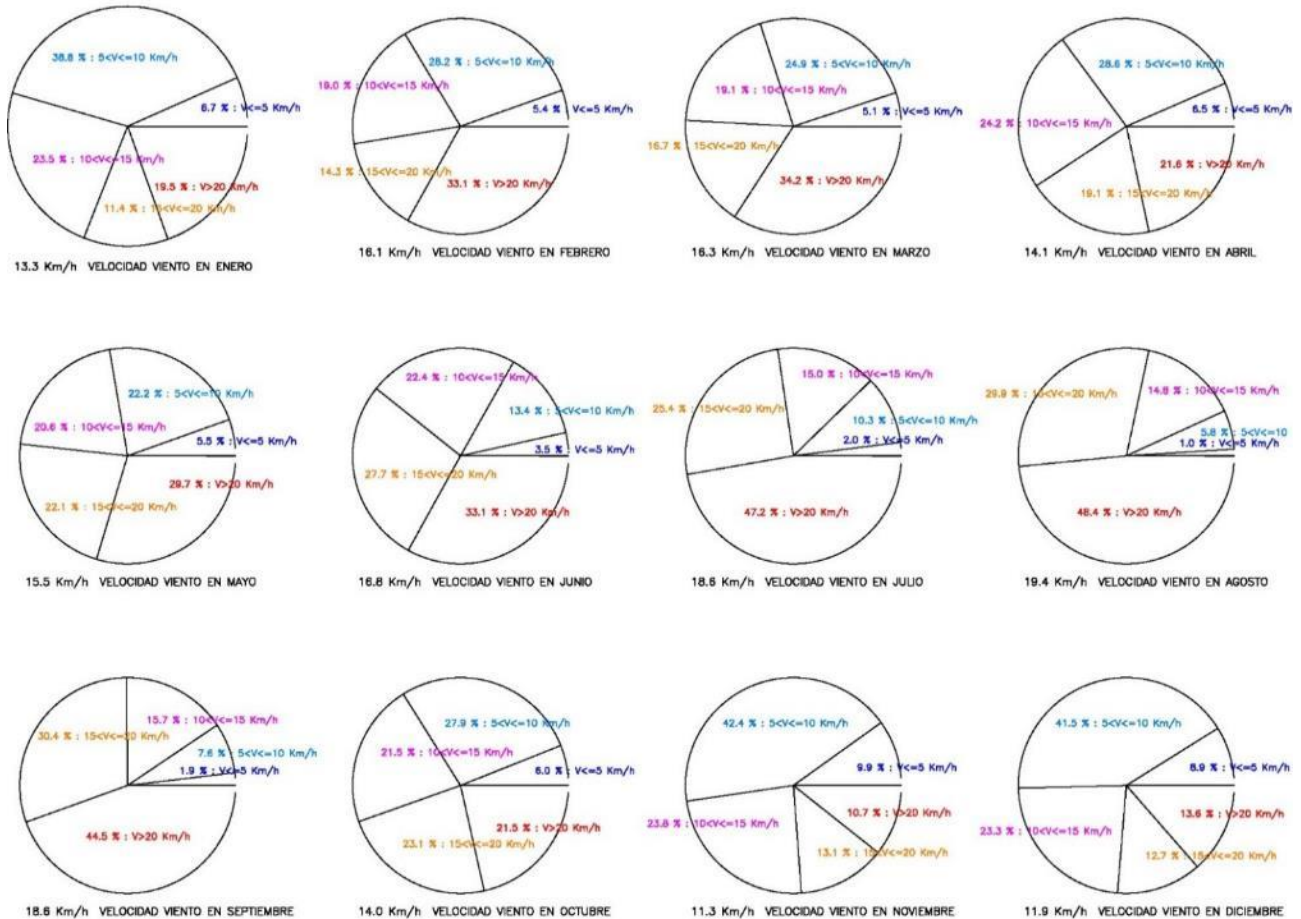 38.8 % : 5<V<=10 Km/h
6.7 % : V<=5 Km/h
23.5 % : 10<V<=15 Km/h
19.5 % : V>20 Km/h
11.4 % : 15<V<=20 Km/h
13.3 Km/h VELOCIDAD VIENTO EN ENERO
28.2 % : 5<V<=10 Km/h
19.0 % : 10<V<=15 Km/h
5.4 % : V<=5 Km/h
14.3 % : 15<V<=20 Km/h
33.1 % : V>20 Km/h
16.1 Km/h VELOCIDAD VIENTO EN FEBRERO
24.9 % : 5<V<=10 Km/h
19.1 % : 10<V<=15 Km/h
5.1 % : V<=5 Km/h
16.7 % : 15<V<=20 Km/h
34.2 % : V>20 Km/h
16.3 Km/h VELOCIDAD VIENTO EN MARZO
28.6 % : 5<V<=10 Km/h
6.5 % : V<=5 Km/h
24.2 % : 10<V<=15 Km/h
21.6 % : V>20 Km/h
19.1 % : 15<V<=20 Km/h
14.1 Km/h VELOCIDAD VIENTO EN ABRIL
22.2 % : 5<V<=10 Km/h
20.6 % : 10<V<=15 Km/h
5.5 % : V<=5 Km/h
29.7 % : V>20 Km/h
22.1 % : 15<V<=20 Km/h
15.5 Km/h VELOCIDAD VIENTO EN MAYO
22.4 % : 10<V<=15 Km/h
13.4 % : 5<V<=10 Km/h
3.5 % : V<=5 Km/h
27.7 % : 15<V<=20 Km/h
33.1 % : V>20 Km/h
16.8 Km/h VELOCIDAD VIENTO EN JUNIO
15.0 % : 10<V<=15 Km/h
25.4 % : 15<V<=20 Km/h
10.3 % : 5<V<=10 Km/h
2.0 % : V<=5 Km/h
47.2 % : V>20 Km/h
18.6 Km/h VELOCIDAD VIENTO EN JULIO
29.9 % : 15<V<=20 Km/h
14.8 % : 10<V<=15 Km/h
5.8 % : 5<V<=10
1.0 % : V<=5 Km/h
48.4 % : V>20 Km/h
19.4 Km/h VELOCIDAD VIENTO EN AGOSTO
15.7 % : 10<V<=15 Km/h
30.4 % : 15<V<=20 Km/h
7.6 % : 5<V<=10 Km/h
1.9 % : V<=5 Km/h
44.5 % : V>20 Km/h
18.6 Km/h VELOCIDAD VIENTO EN SEPTIEMBRE
27.9 % : 5<V<=10 Km/h
21.5 % : 10<V<=15 Km/h
6.0 % : V<=5 Km/h
21.5 % : V>20 Km/h
23.1 % : 15<V<=20 Km/h
14.0 Km/h VELOCIDAD VIENTO EN OCTUBRE
42.4 % : 5<V<=10 Km/h
9.9 % : V<=5 Km/h
10.7 % : V>20 Km/h
23.8 % : 10<V<=15 Km/h
13.1 % : 15<V<=20 Km/h
11.3 Km/h VELOCIDAD VIENTO EN NOVIEMBRE
41.5 % : 5<V<=10 Km/h
8.9 % : V<=5 Km/h
13.6 % : V>20 Km/h
23.3 % : 10<V<=15 Km/h
12.7 % : 15<V<=20 Km/h
11.9 Km/h VELOCIDAD VIENTO EN DICIEMBRE